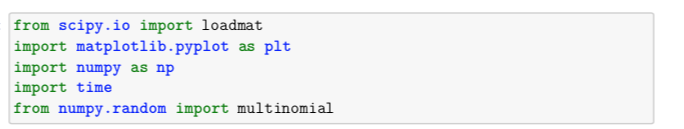 from scipy.io import loadmat
import matplotlib.pyplot as plt
import numpy as np
import time
from numpy.random import multinomial